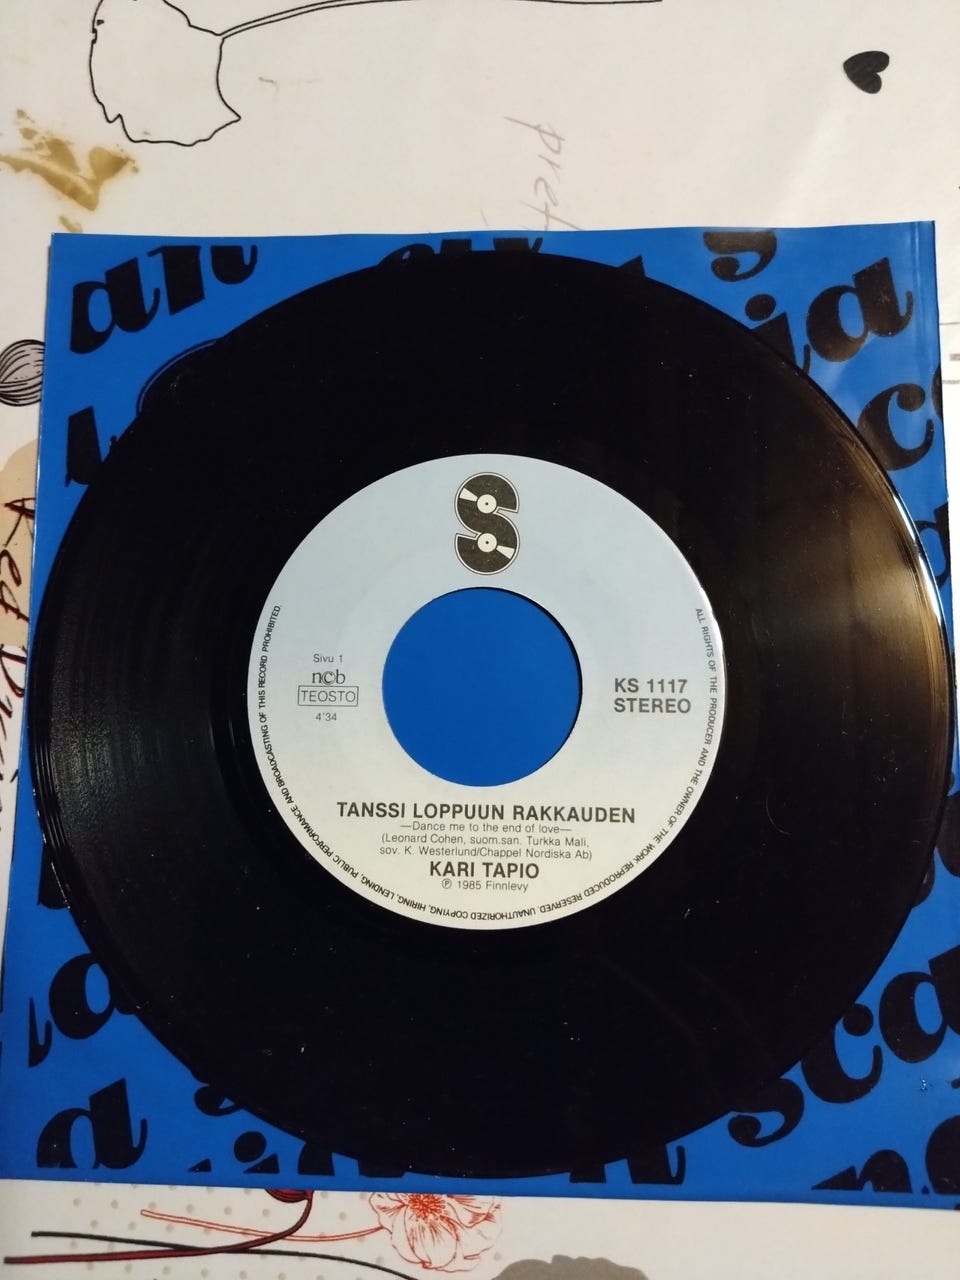 Sivu 1
ncb
TEOSTO
4'34
KS 1117
STEREO
TANSSI LOPPUUN RAKKAUDEN
—Dance me to the end of love—
(Leonard Cohen, suom.san. Turkka Mali,
sov. K. Westerlund/Chappel Nordiska Ab)
KARI TAPIO
℗ 1985 Finnlevy
ALL RIGHTS OF THE PRODUCER AND THE OWNER OF THE WORK REPRODUCED RESERVED. UNAUTHORIZED COPYING, HIRING, LENDING, PUBLIC PERFORMANCE AND BROADCASTING OF THIS RECORD PROHIBITED.